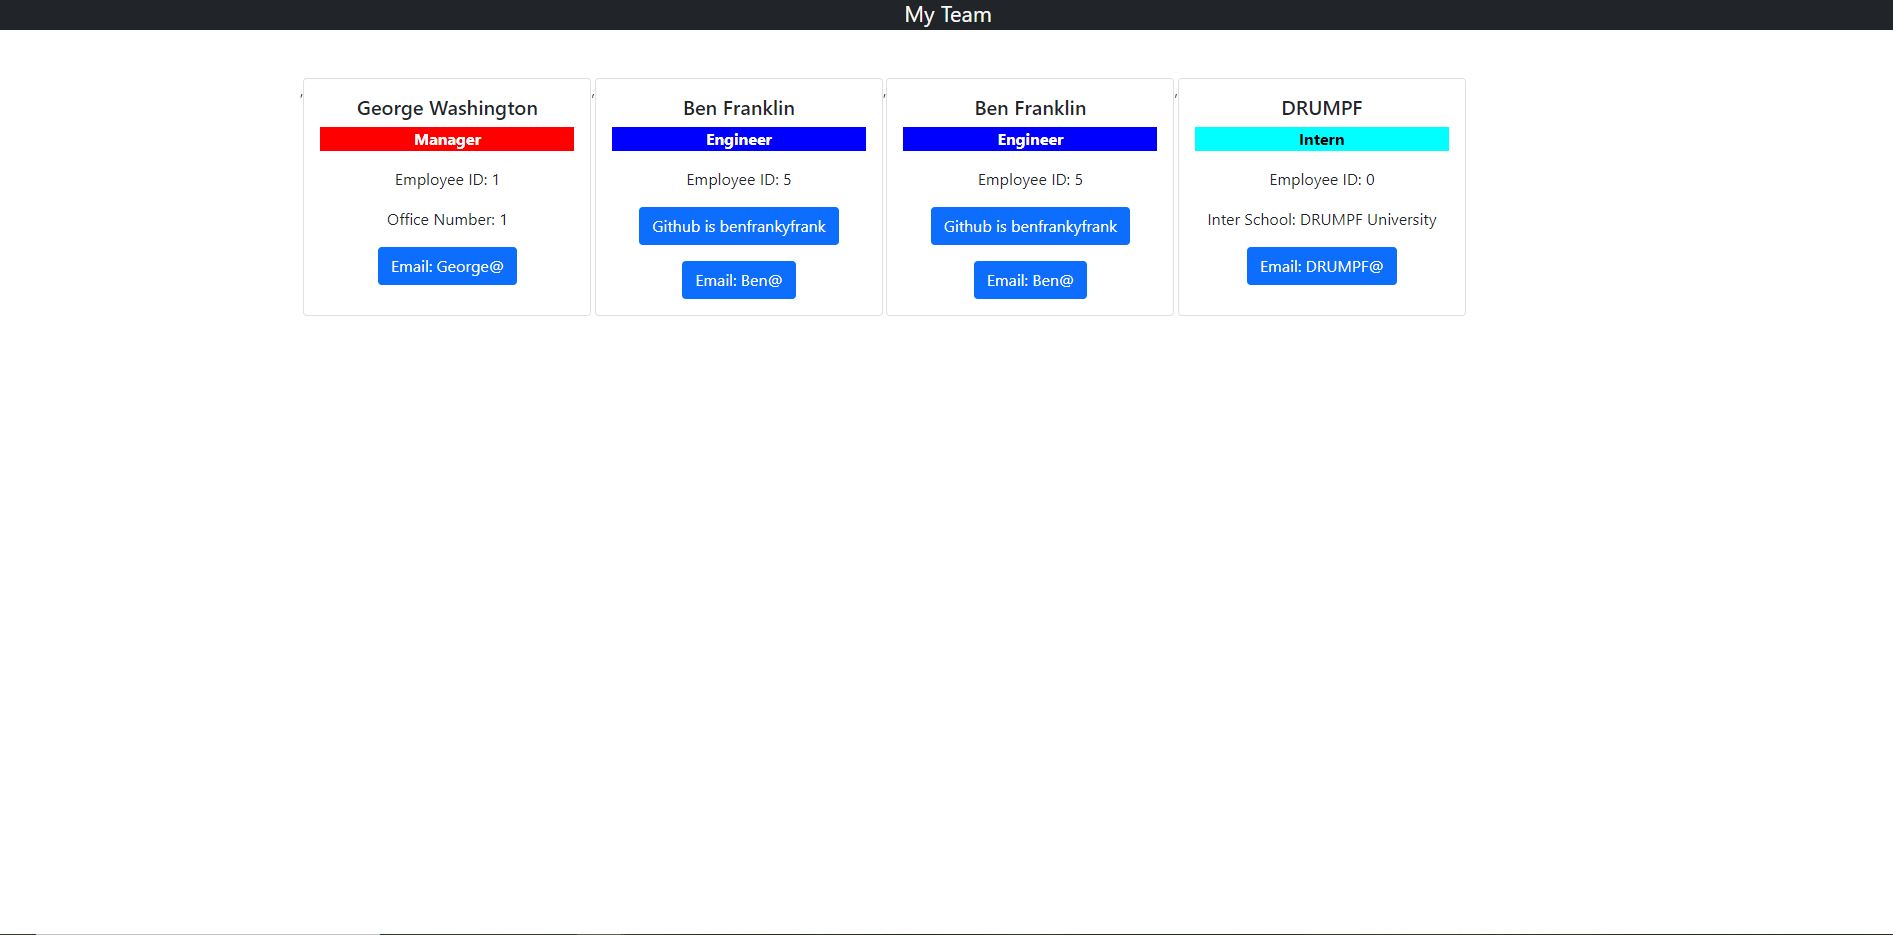 My Team
,
George Washington
Manager
Employee ID: 1
Office Number: 1
Email: George@
,
Ben Franklin
Engineer
Employee ID: 5
Github is benfrankyfrank
Email: Ben@
,
Ben Franklin
Engineer
Employee ID: 5
Github is benfrankyfrank
Email: Ben@
,
DRUMPF
Intern
Employee ID: 0
Inter School: DRUMPF University
Email: DRUMPF@